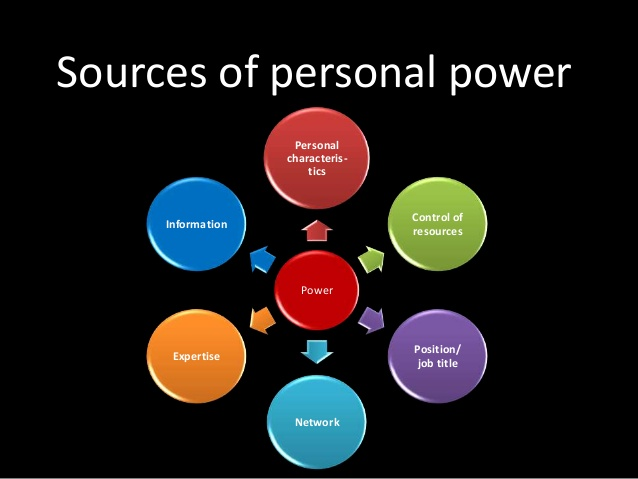 Sources of personal power
Personal
characteris-
tics
Control of
resources
Position/
job title
Network
Expertise
Information
Power